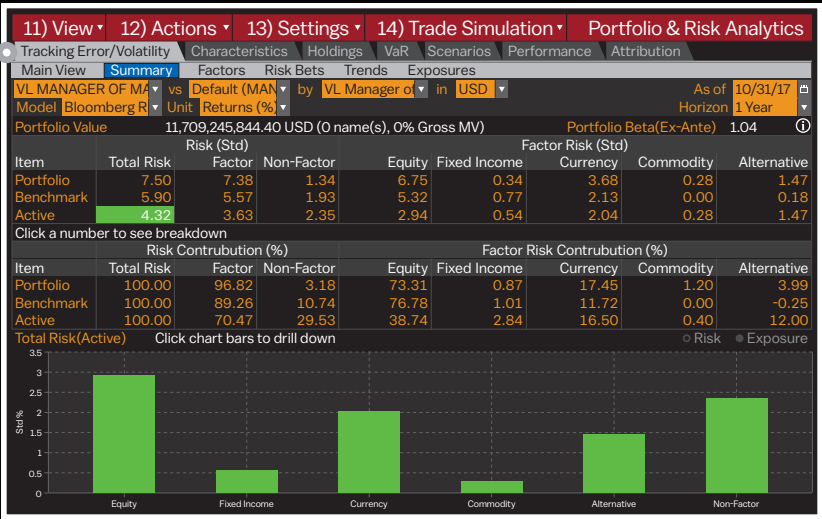 11) View 12) Actions 13) Settings 14) Trade Simulation Portfolio & Risk Analytics
Tracking Error/Volatility Characteristics Holdings VaR Scenarios Performance Attribution
Main View Summary Factors Risk Bets Trends Exposures
VL MANAGER OF MA vs Default (MAN by VL Manager of in USD As of 10/31/17
Model Bloomberg R Unit Returns (%) Horizon 1 Year
Portfolio Value 11,709,245,844.40 USD (0 name(s), 0% Gross MV) Portfolio Beta(Ex-Ante) 1.04
Risk (Std) Factor Risk (Std)
Item Total Risk Factor Non-Factor Equity Fixed Income Currency Commodity Alternative
Portfolio 7.50 7.38 1.34 6.75 0.34 3.68 0.28 1.47
Benchmark 5.90 5.57 1.93 5.32 0.77 2.13 0.00 0.18
Active 4.32 3.63 2.35 2.94 0.54 2.04 0.28 1.47
Click a number to see breakdown
Risk Contrubution (%) Factor Risk Contrubution (%)
Item Total Risk Factor Non-Factor Equity Fixed Income Currency Commodity Alternative
Portfolio 100.00 96.82 3.18 73.31 0.87 17.45 1.20 3.99
Benchmark 100.00 89.26 10.74 76.78 1.01 11.72 0.00 -0.25
Active 100.00 70.47 29.53 38.74 2.84 16.50 0.40 12.00
Total Risk(Active) Click chart bars to drill down Risk Exposure
3.5
3
2.5
2
1.5
1
0.5
0
Std %
Equity Fixed Income Currency Commodity Alternative Non-Factor